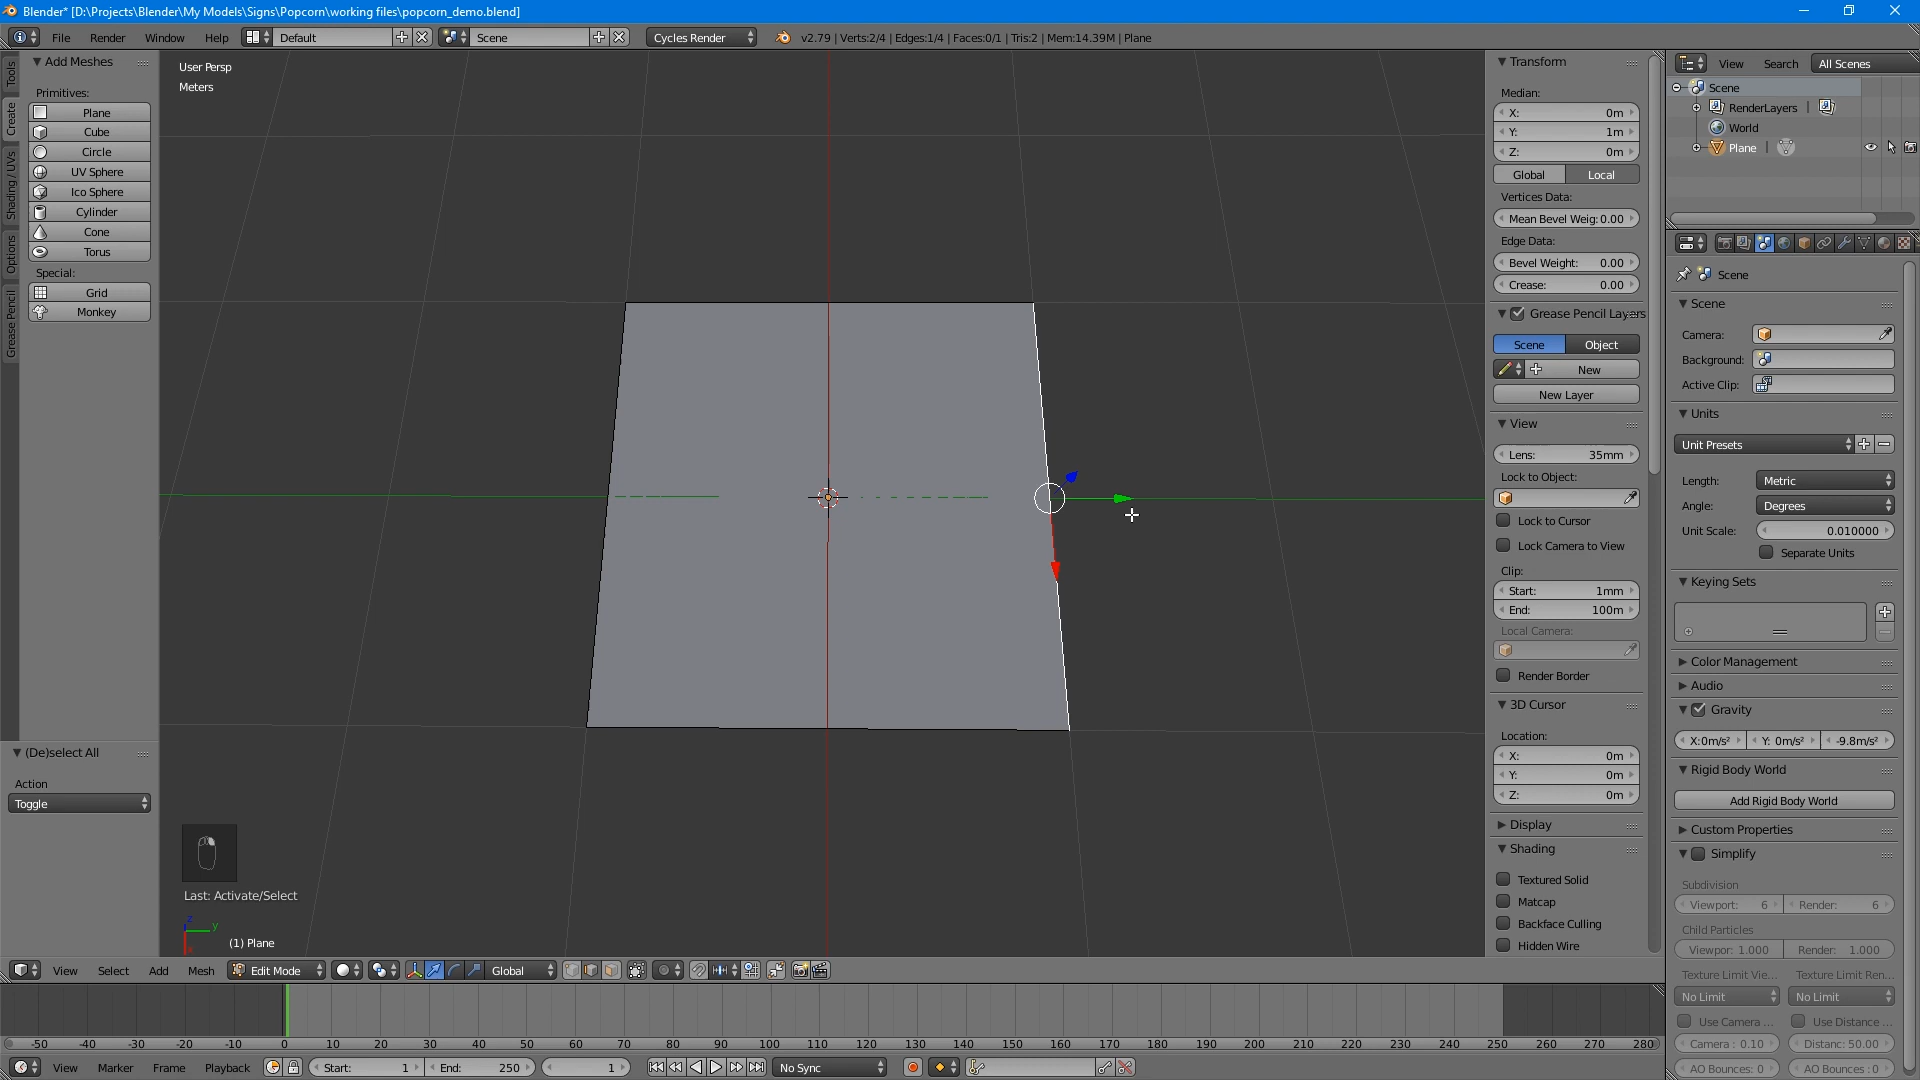 Blender* [D:\Projects\Blender\My Models\Signs\Popcorn\working files\popcorn_demo.blend]
File Render Window Help Default Scene Cycles Render v2.79 | Verts:2/4 | Edges:1/4 | Faces:0/1 | Tris:2 | Mem:14.39M | Plane
Tools
Create
Shading / UVs
Options
Grease Pencil
Add Meshes
Primitives:
Plane
Cube
Circle
UV Sphere
Ico Sphere
Cylinder
Cone
Torus
Special:
Grid
Monkey
(De)select All
Action
Toggle
User Persp
Meters
Last: Activate/Select
z
y
x
(1) Plane
Transform
Median:
X: 0m
Y: 1m
Z: 0m
Global Local
Vertices Data:
Mean Bevel Weig: 0.00
Edge Data:
Bevel Weight: 0.00
Crease: 0.00
Grease Pencil Layers
Scene Object
New
New Layer
View
Lens: 35mm
Lock to Object:
Lock to Cursor
Lock Camera to View
Clip:
Start: 1mm
End: 100m
Local Camera:
Render Border
3D Cursor
Location:
X: 0m
Y: 0m
Z: 0m
Display
Shading
Textured Solid
Matcap
Backface Culling
Hidden Wire
View Search All Scenes
Scene
RenderLayers |
World
Plane |
Scene
Scene
Camera:
Background:
Active Clip:
Units
Unit Presets
Length: Metric
Angle: Degrees
Unit Scale: 0.010000
Separate Units
Keying Sets
Color Management
Audio
Gravity
X:0m/s² Y: 0m/s² -9.8m/s²
Rigid Body World
Add Rigid Body World
Custom Properties
Simplify
Subdivision
Viewport: 6 Render: 6
Child Particles
Viewpor: 1.000 Render: 1.000
Texture Limit Vie... Texture Limit Ren...
No Limit No Limit
Use Camera ... Use Distance ...
Camera : 0.10 Distanc: 50.00
AO Bounces: 0 AO Bounces : 0
View Select Add Mesh Edit Mode Global
-50 -40 -30 -20 -10 0 10 20 30 40 50 60 70 80 90 100 110 120 130 140 150 160 170 180 190 200 210 220 230 240 250 260 270 280
View Marker Frame Playback Start: 1 End: 250 1 No Sync